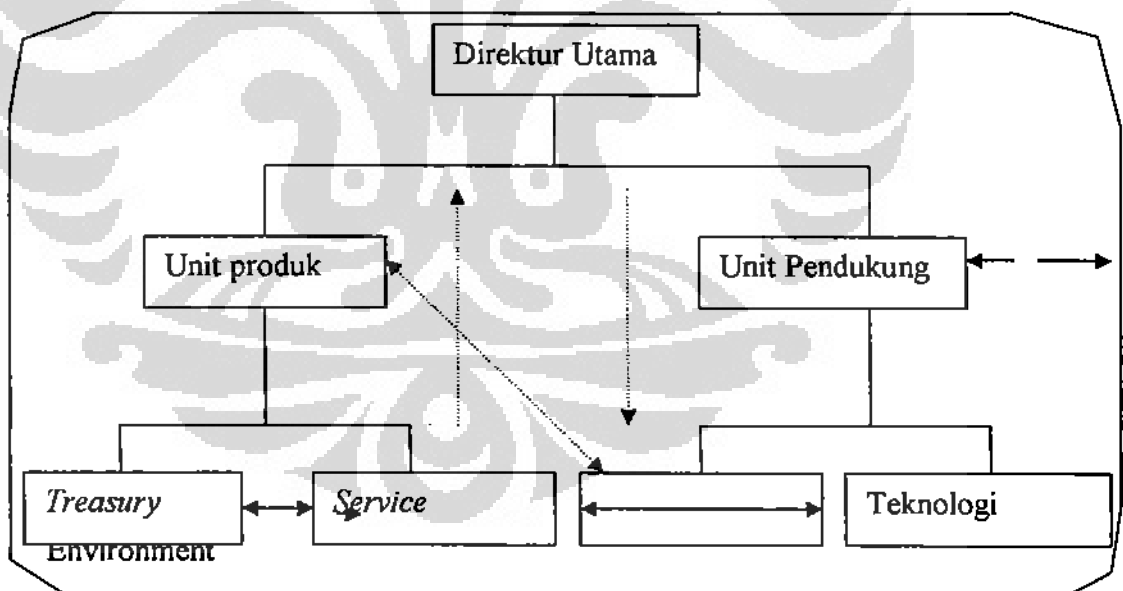 Direktur Utama
Unit produk
Unit Pendukung
Treasury
Service
Teknologi
Environment